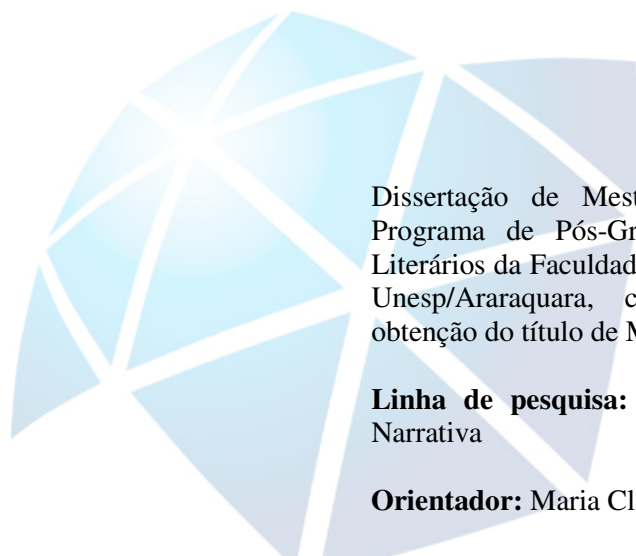 Dissertação de Mest
Programa de Pós-Gr
Literários da Faculdad
Unesp/Araraquara, c
obtenção do título de M
Linha de pesquisa:
Narrativa
Orientador: Maria Cl